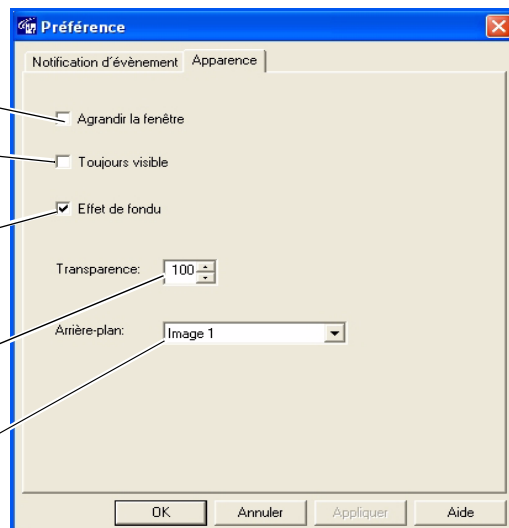 Préférence
Notification d'évènement Apparence
Agrandir la fenêtre
Toujours visible
Effet de fondu
Transparence: 100
Arrière-plan: Image 1
OK Annuler Appliquer Aide